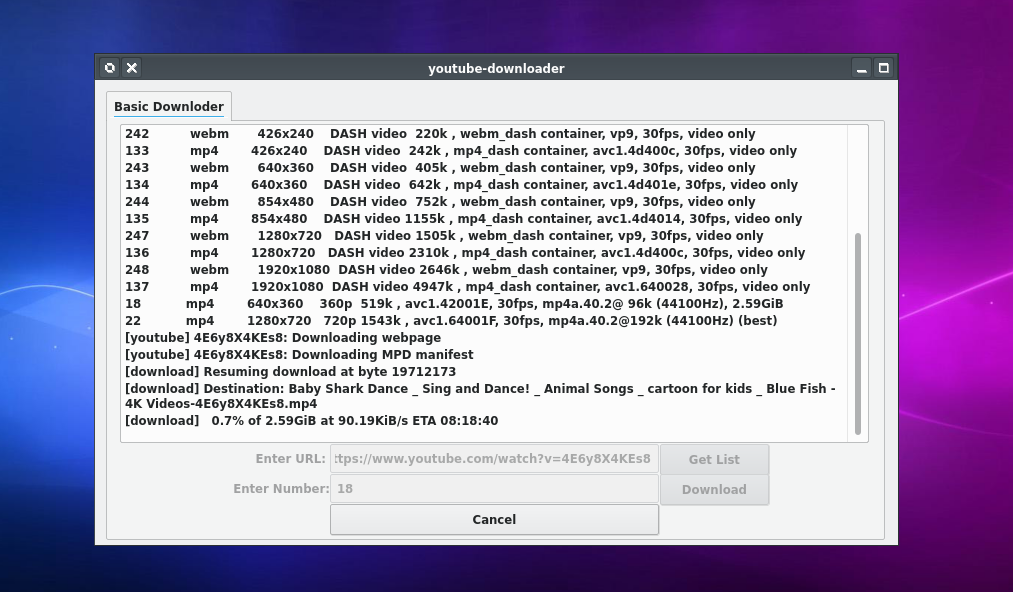 youtube-downloader
Basic Downloder
242 webm 426x240 DASH video 220k , webm_dash container, vp9, 30fps, video only
133 mp4 426x240 DASH video 242k , mp4_dash container, avc1.4d400c, 30fps, video only
243 webm 640x360 DASH video 405k , webm_dash container, vp9, 30fps, video only
134 mp4 640x360 DASH video 642k , mp4_dash container, avc1.4d401e, 30fps, video only
244 webm 854x480 DASH video 752k , webm_dash container, vp9, 30fps, video only
135 mp4 854x480 DASH video 1155k , mp4_dash container, avc1.4d4014, 30fps, video only
247 webm 1280x720 DASH video 1505k , webm_dash container, vp9, 30fps, video only
136 mp4 1280x720 DASH video 2310k , mp4_dash container, avc1.4d400c, 30fps, video only
248 webm 1920x1080 DASH video 2646k , webm_dash container, vp9, 30fps, video only
137 mp4 1920x1080 DASH video 4947k , mp4_dash container, avc1.640028, 30fps, video only
18 mp4 640x360 360p 519k , avc1.42001E, 30fps, mp4a.40.2@ 96k (44100Hz), 2.59GiB
22 mp4 1280x720 720p 1543k , avc1.64001F, 30fps, mp4a.40.2@192k (44100Hz) (best)
[youtube] 4E6y8X4KEs8: Downloading webpage
[youtube] 4E6y8X4KEs8: Downloading MPD manifest
[download] Resuming download at byte 19712173
[download] Destination: Baby Shark Dance _ Sing and Dance! _ Animal Songs _ cartoon for kids _ Blue Fish -
4K Videos-4E6y8X4KEs8.mp4
[download] 0.7% of 2.59GiB at 90.19KiB/s ETA 08:18:40
Enter URL: ttps://www.youtube.com/watch?v=4E6y8X4KEs8 Get List
Enter Number: 18 Download
Cancel